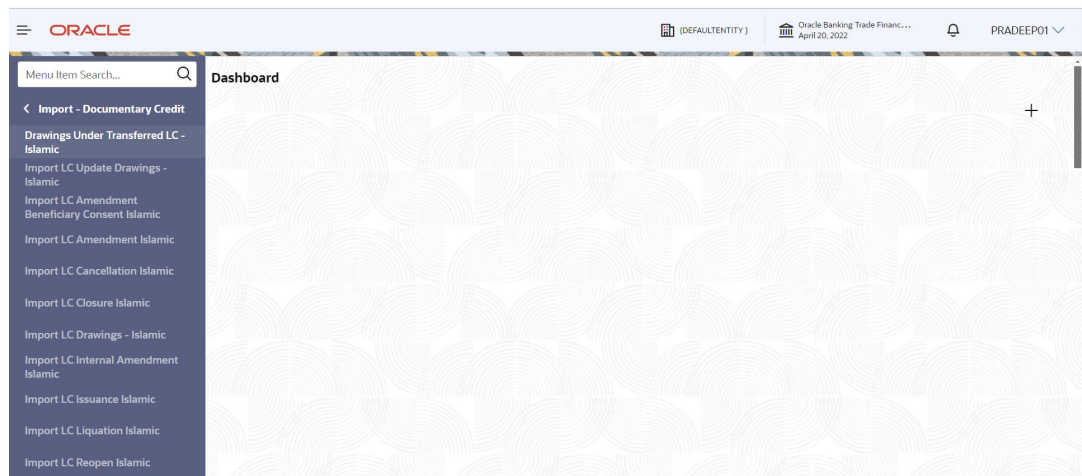 ORACLE
(DEFAULTENTITY )
Oracle Banking Trade Financ...
April 20, 2022
PRADEEP01
Menu Item Search...
Dashboard
Import - Documentary Credit
Drawings Under Transferred LC -
Islamic
Import LC Update Drawings -
Islamic
Import LC Amendment
Beneficiary Consent Islamic
Import LC Amendment Islamic
Import LC Cancellation Islamic
Import LC Closure Islamic
Import LC Drawings - Islamic
Import LC Internal Amendment
Islamic
Import LC Issuance Islamic
Import LC Liquation Islamic
Import LC Reopen Islamic